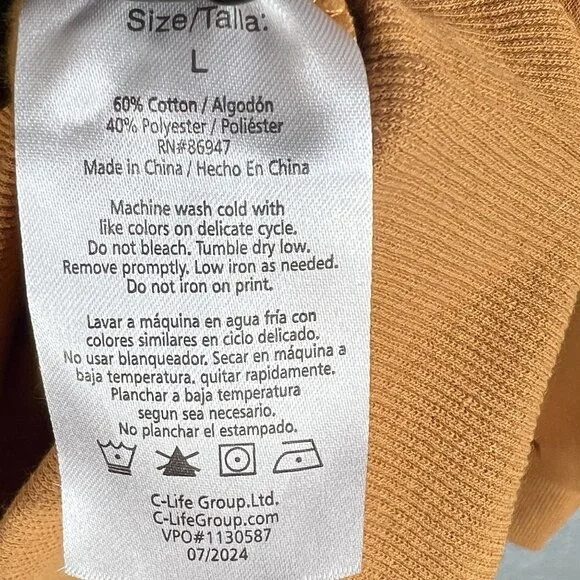 Size/Talla:
L
60% Cotton / Algodón
40% Polyester / Poliéster
RN#86947
Made in China / Hecho En China
Machine wash cold with
like colors on delicate cycle.
Do not bleach. Tumble dry low.
Remove promptly. Low iron as needed.
Do not iron on print.
Lavar a máquina en agua fría con
colores similares en ciclo delicado.
No usar blanqueador. Secar en máquina a
baja temperatura. quitar rapidamente.
Planchar a baja temperatura
segun sea necesario.
No planchar el estampado.
C-Life Group.Ltd.
C-LifeGroup.com
VPO#1130587
07/2024